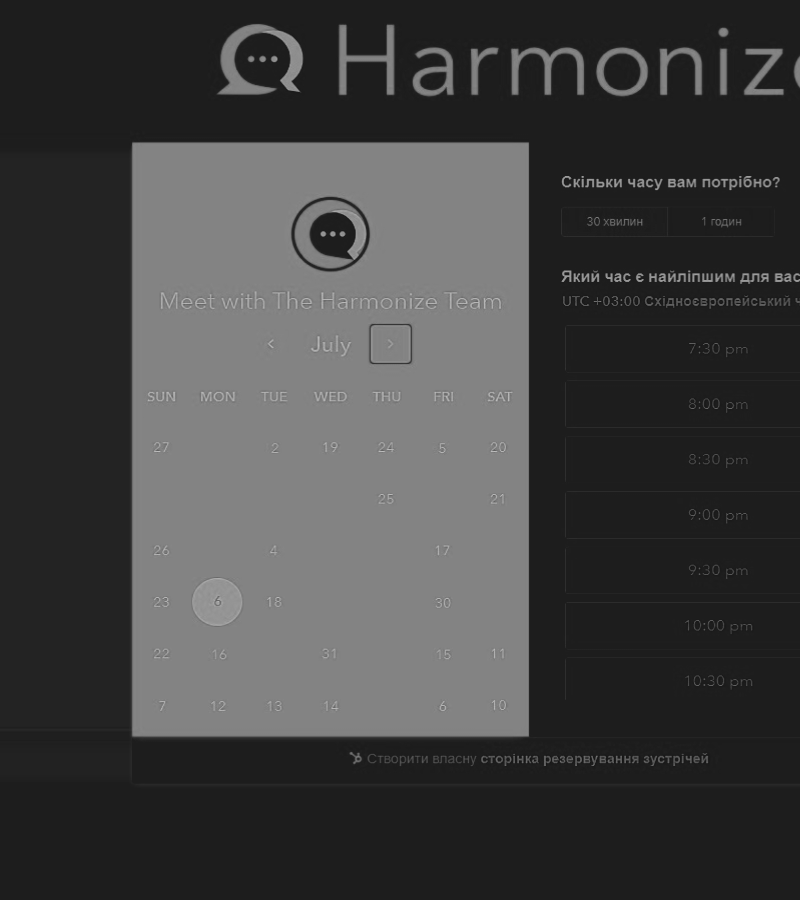 Harmonize
Meet with The Harmonize Team
July
SUN MON TUE WED THU FRI SAT
27 2 19 24 5 20
25 21
26 4 17
23 6 18 30
22 16 31 15 11
7 12 13 14 6 10
Скільки часу вам потрібно?
30 хвилин 1 годин
Який час є найліпшим для вас
UTC +03:00 Східноєвропейський ч
7:30 pm
8:00 pm
8:30 pm
9:00 pm
9:30 pm
10:00 pm
10:30 pm
Створити власну сторінка резервування зустрічей